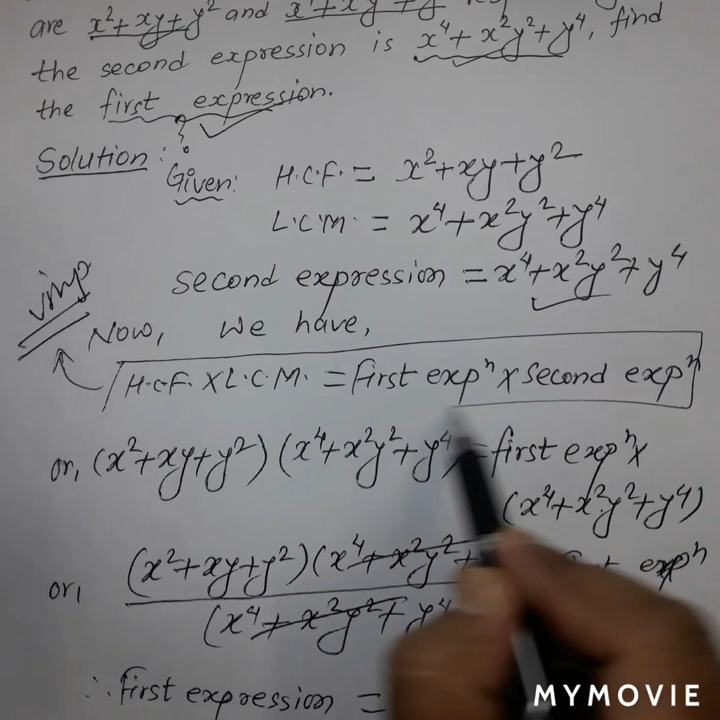 are x²+xy+y² and
the second expression is x⁴+x²y²+y⁴, find
the first expression.
Solution:
Given: H.C.F. = x²+xy+y²
L.C.M. = x⁴+x²y²+y⁴
second expression = x⁴+x²y²+y⁴
vimp
Now, we have,
H.C.F. X L.C.M. = first expⁿ x second expⁿ
or, (x²+xy+y²) (x⁴+x²y²+y⁴) = first expⁿ x
(x⁴+x²y²+y⁴)
or, (x²+xy+y²)(x⁴+x²y²+ expⁿ
(x⁴+x²y²+y⁴
∴ first expression =
MYMOVIE